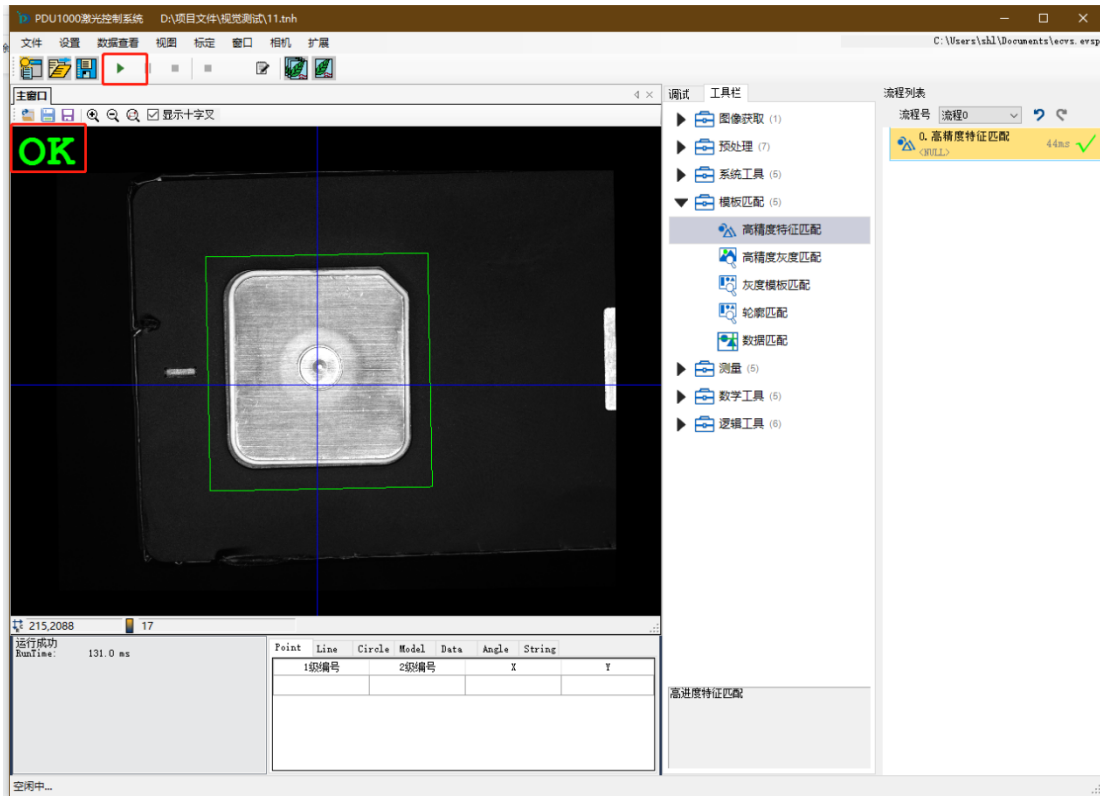 PDU1000激光控制系统 D:\项目文件\视觉测试\11.tnh
文件 设置 数据查看 视图 标定 窗口 相机 扩展
C:\Users\shl\Documents\ecvs.evsp
主窗口
显示十字叉
OK
215,2088 17
运行成功
RunTime: 131.0 ms
Point Line Circle Model Data Angle String
1级编号 2级编号 X Y
空闲中...
调试 工具栏
图像获取 (1)
预处理 (7)
系统工具 (5)
模板匹配 (5)
高精度特征匹配
高精度灰度匹配
灰度模板匹配
轮廓匹配
数据匹配
测量 (5)
数学工具 (5)
逻辑工具 (6)
高进度特征匹配
流程列表
流程号 流程0
0. 高精度特征匹配
<NULL>
44ms